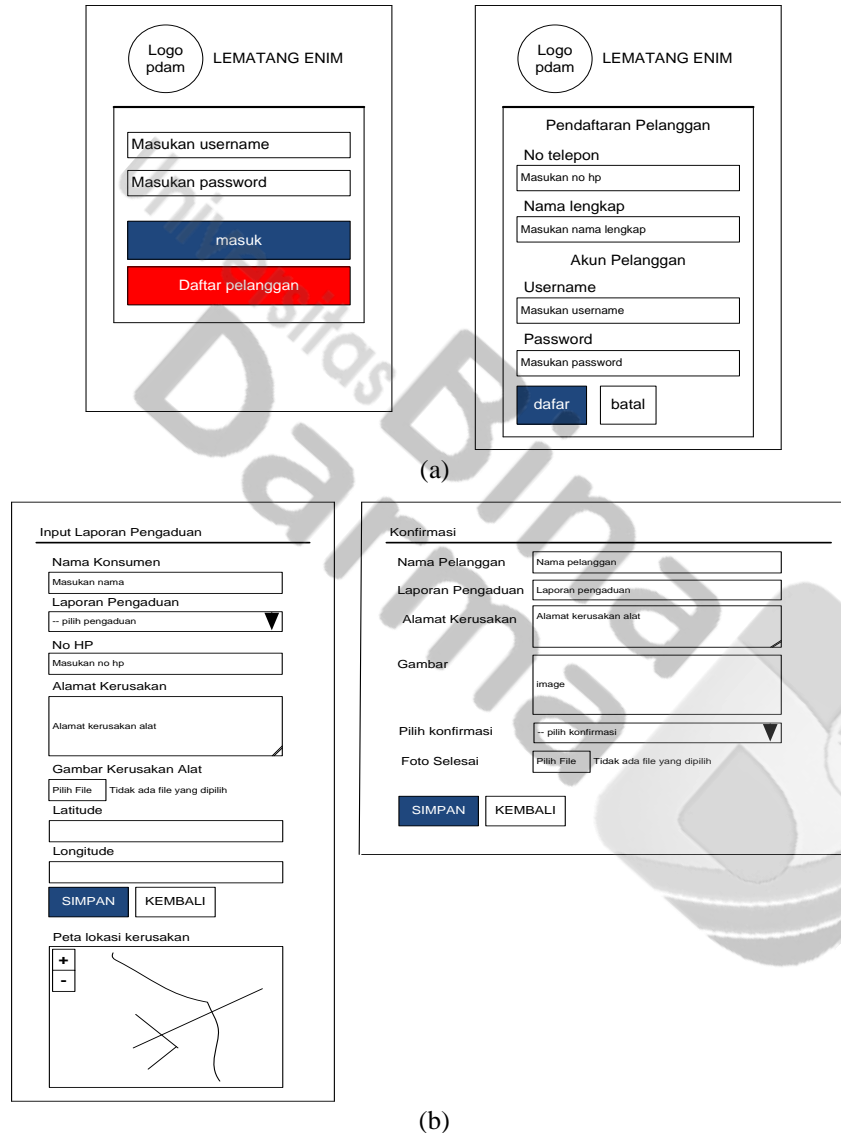 Logo
pdam
LEMATANG ENIM
Masukan username
Masukan password
masuk
Daftar pelanggan
Logo
pdam
LEMATANG ENIM
Pendaftaran Pelanggan
No telepon
Masukan no hp
Nama lengkap
Masukan nama lengkap
Akun Pelanggan
Username
Masukan username
Password
Masukan password
dafar
batal
(a)
Input Laporan Pengaduan
Nama Konsumen
Masukan nama
Laporan Pengaduan
-- pilih pengaduan
No HP
Masukan no hp
Alamat Kerusakan
Alamat kerusakan alat
Gambar Kerusakan Alat
Pilih File Tidak ada file yang dipilih
Latitude
Longitude
SIMPAN KEMBALI
Peta lokasi kerusakan
+
-
Konfirmasi
Nama Pelanggan Nama pelanggan
Laporan Pengaduan Laporan pengaduan
Alamat Kerusakan Alamat kerusakan alat
Gambar
image
Pilih konfirmasi -- pilih konfirmasi
Foto Selesai Pilih File Tidak ada file yang dipilih
SIMPAN KEMBALI
(b)
Universitas
Bina
Darma